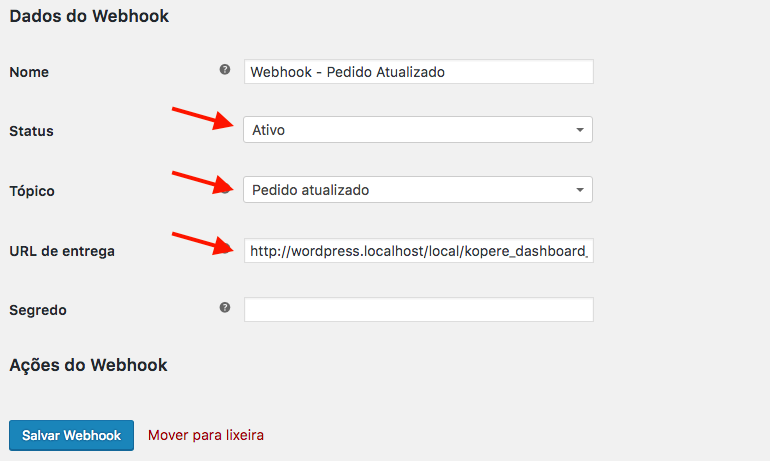 Dados do Webhook
Nome ? Webhook - Pedido Atualizado
Status Ativo
Tópico Pedido atualizado
URL de entrega http://wordpress.localhost/local/kopere_dashboard_
Segredo ?
Ações do Webhook
Salvar Webhook Mover para lixeira